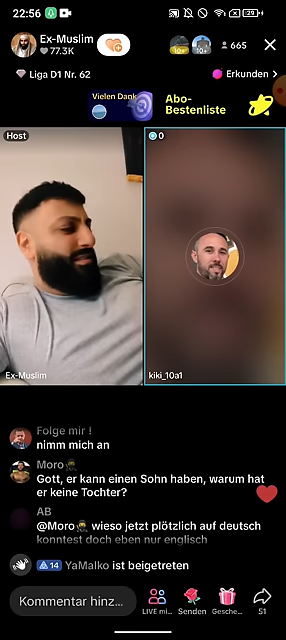 22:56
29
Ex-Muslim
77.3K
10
665
Liga D1 Nr. 62
Erkunden >
Vielen Dank
Abo-
Bestenliste
Host
0
Ex-Muslim
kiki_10a1
Folge mir !
nimm mich an
Moro
Gott, er kann einen Sohn haben, warum hat
er keine Tochter?
AB
@Moro wieso jetzt plötzlich auf deutsch
konntest doch eben nur englisch
14 YaMalko ist beigetreten
Kommentar hinz...
LIVE mi...
Senden
Gesche...
51